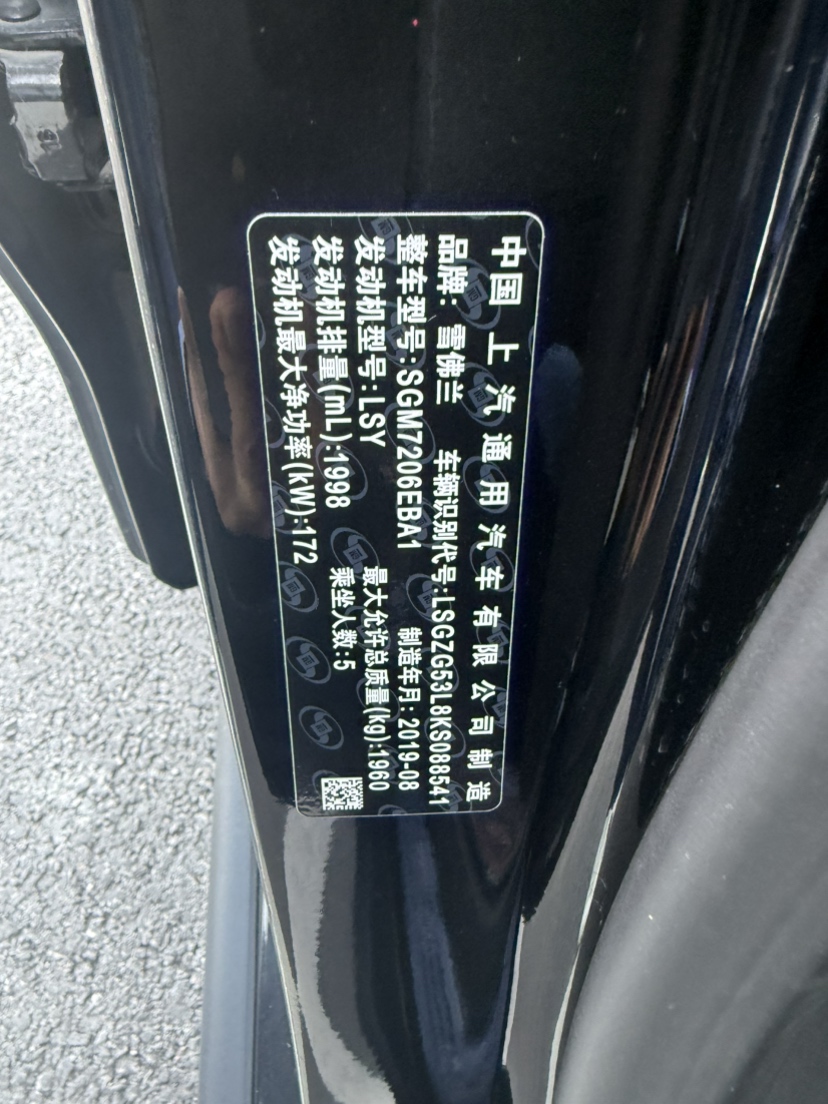 中国上汽通用汽车有限公司制造
品牌: 雪佛兰 车辆识别代号:LSGZG53L8KS088541
整车型号:SGM7206EBA1 制造年月: 2019-08
发动机型号:LSY 最大允许总质量(kg):1960
发动机排量(mL):1998 乘坐人数:5
发动机最大净功率(kW):172